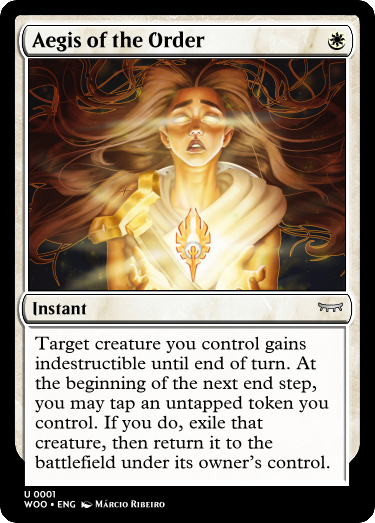 Aegis of the Order
Instant
Target creature you control gains
indestructible until end of turn. At
the beginning of the next end step,
you may tap an untapped token you
control. If you do, exile that
creature, then return it to the
battlefield under its owner's control.
U 0001
WOO • ENG Márcio Ribeiro